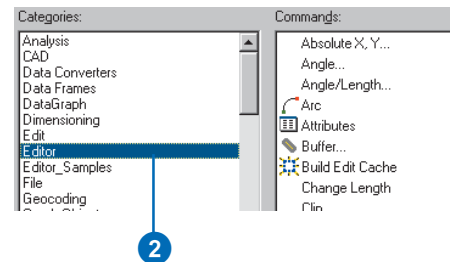 Categories:
Analysis
CAD
Data Converters
Data Frames
DataGraph
Dimensioning
Edit
Editor
Editor_Samples
File
Geocoding
Commands:
Absolute X, Y...
Angle...
Angle/Length...
Arc
Attributes
Buffer...
Build Edit Cache
Change Length
Clip
2